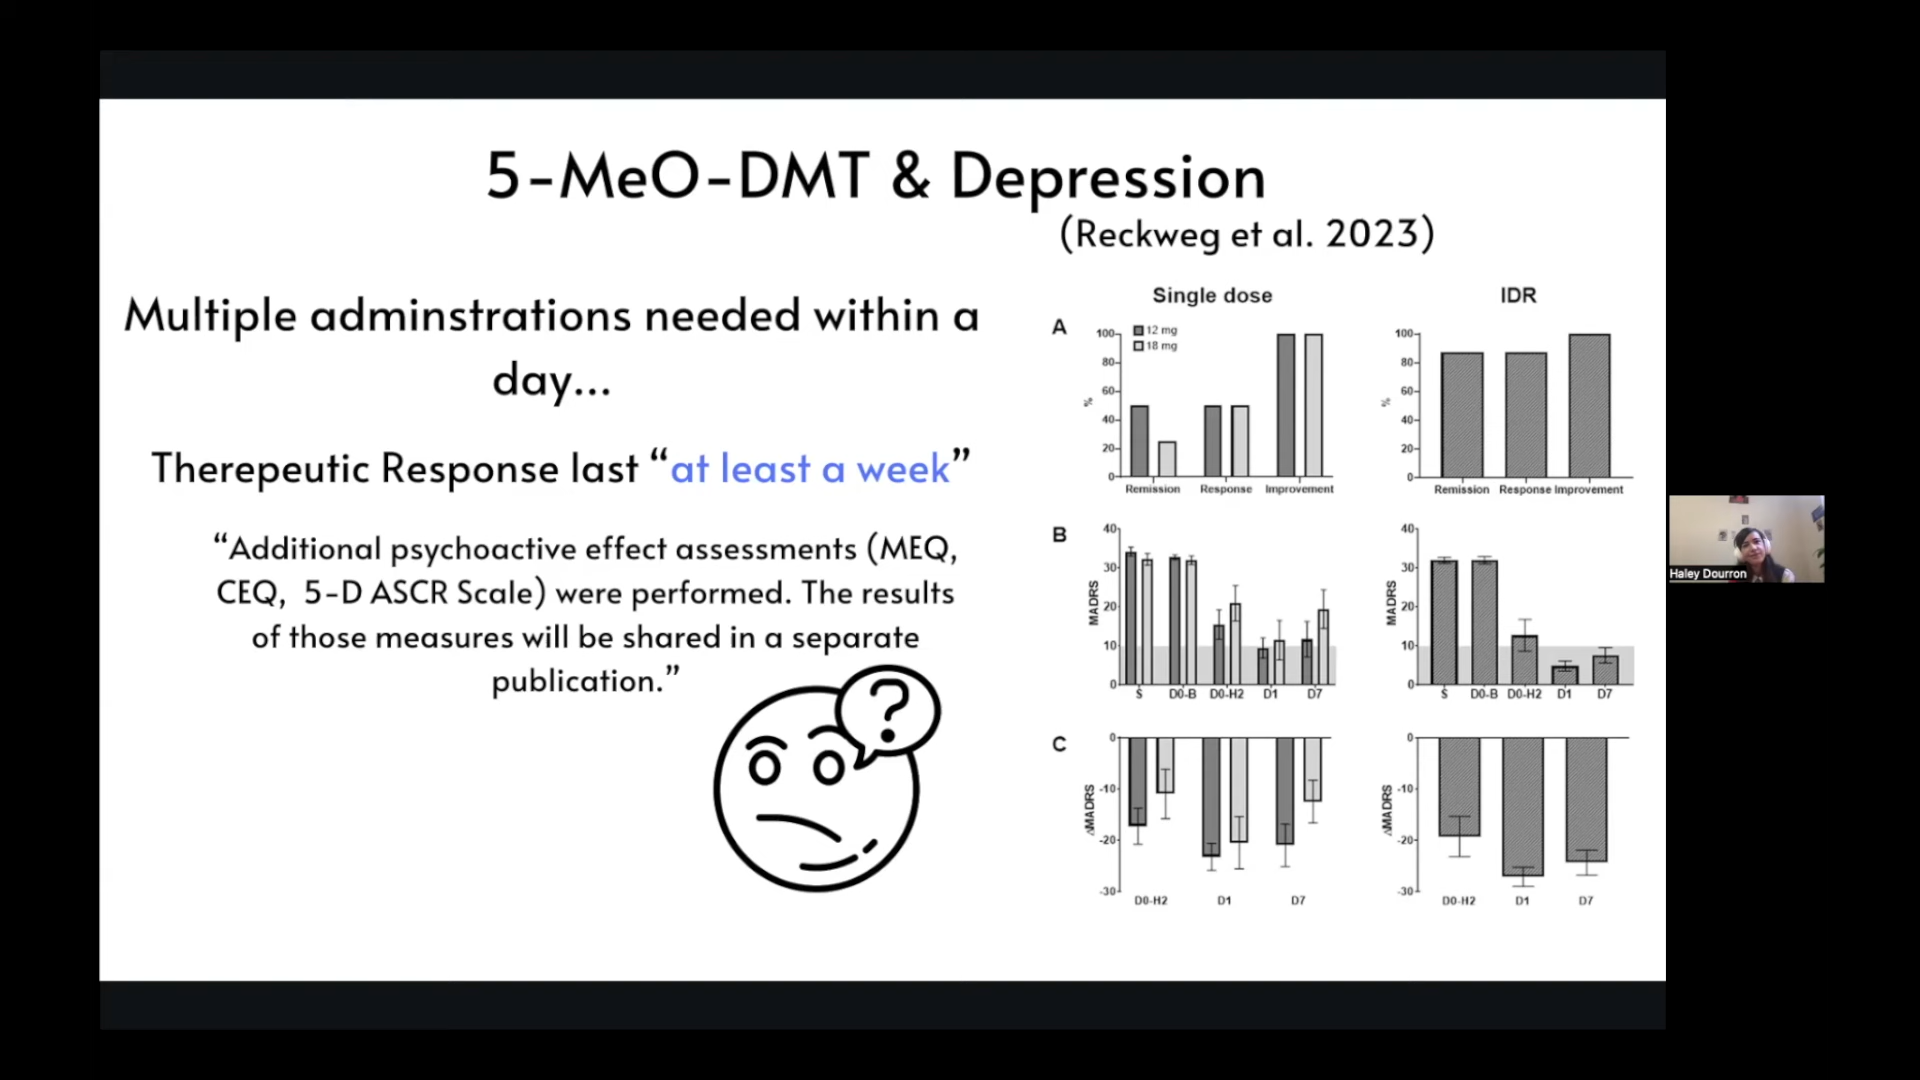 5-MeO-DMT & Depression
(Reckweg et al. 2023)
Multiple adminstrations needed within a
day...
Therepeutic Response last “at least a week”
“Additional psychoactive effect assessments (MEQ,
CEQ, 5-D ASCR Scale) were performed. The results
of those measures will be shared in a separate
publication.”
?
Single dose
IDR
A
12 mg
18 mg
%
100
80
60
40
20
0
Remission Response Improvement
%
100
80
60
40
20
0
Remission Response Improvement
B
MADRS
40
30
20
10
0
S D0-B D0-H2 D1 D7
MADRS
40
30
20
10
0
S D0-B D0-H2 D1 D7
C
ΔMADRS
0
-10
-20
-30
D0-H2 D1 D7
ΔMADRS
0
-10
-20
-30
D0-H2 D1 D7
Haley Dourron